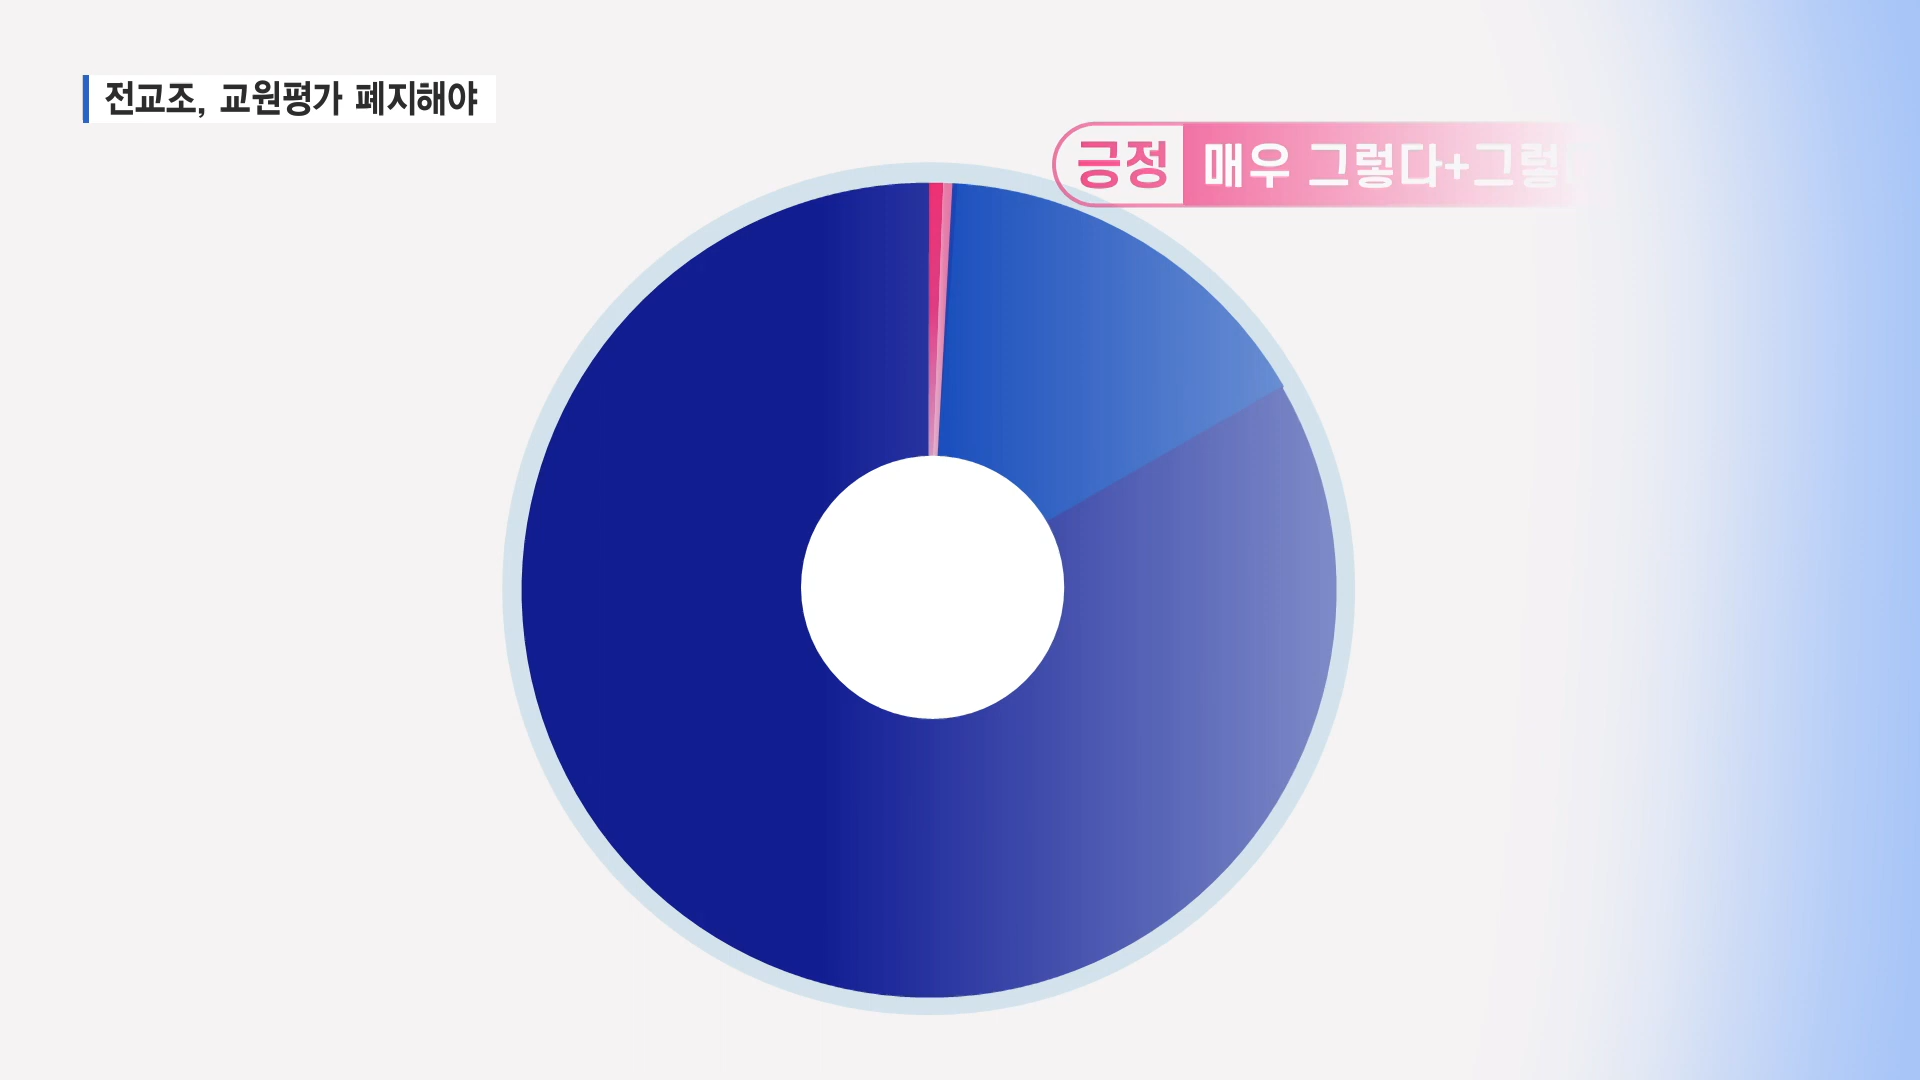 전교조, 교원평가 폐지해야
긍정 매우 그렇다+그렇